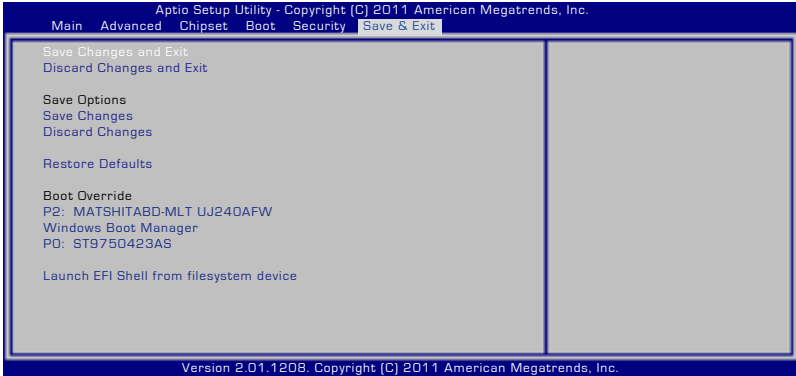 Aptio Setup Utility - Copyright (C) 2011 American Megatrends, Inc.
Main Advanced Chipset Boot Security Save & Exit
Save Changes and Exit
Discard Changes and Exit
Save Options
Save Changes
Discard Changes
Restore Defaults
Boot Override
P2: MATSHITABD-MLT UJ240AFW
Windows Boot Manager
P0: ST9750423AS
Launch EFI Shell from filesystem device
Version 2.01.1208. Copyright (C) 2011 American Megatrends, Inc.